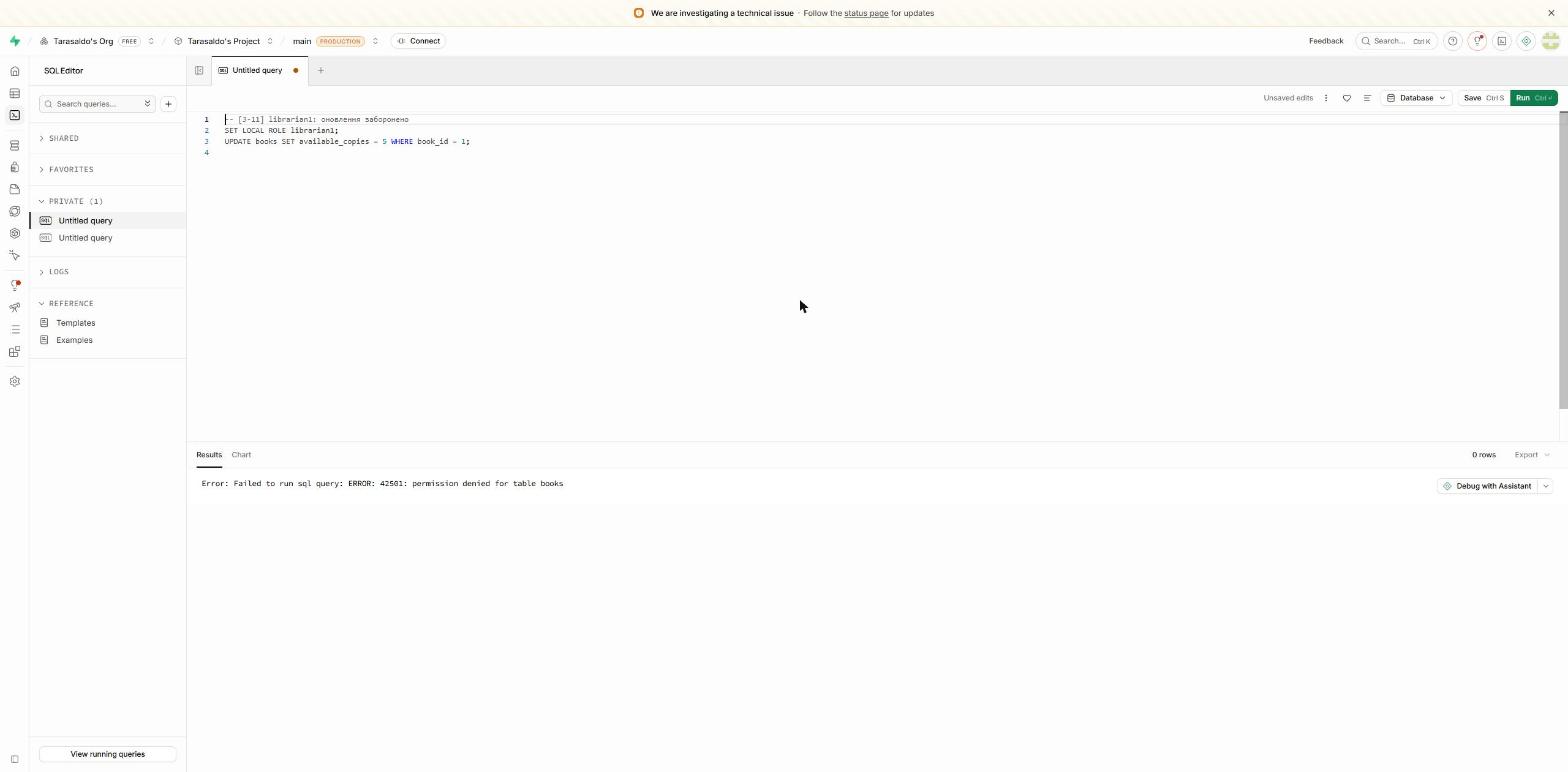 We are investigating a technical issue · Follow the status page for updates
Tarasaldo's Org FREE / Tarasaldo's Project / main PRODUCTION Connect
Feedback Search... Ctrl K
SQL Editor
Untitled query
Search queries...
Unsaved edits Database Save Ctrl S Run Ctrl ↵
SHARED
FAVORITES
PRIVATE (1)
SQL Untitled query
SQL Untitled query
LOGS
REFERENCE
Templates
Examples
View running queries
1 -- [3-11] librarian1: оновлення заборонено
2 SET LOCAL ROLE librarian1;
3 UPDATE books SET available_copies = 5 WHERE book_id = 1;
4
Results Chart 0 rows Export
Error: Failed to run sql query: ERROR: 42501: permission denied for table books
Debug with Assistant